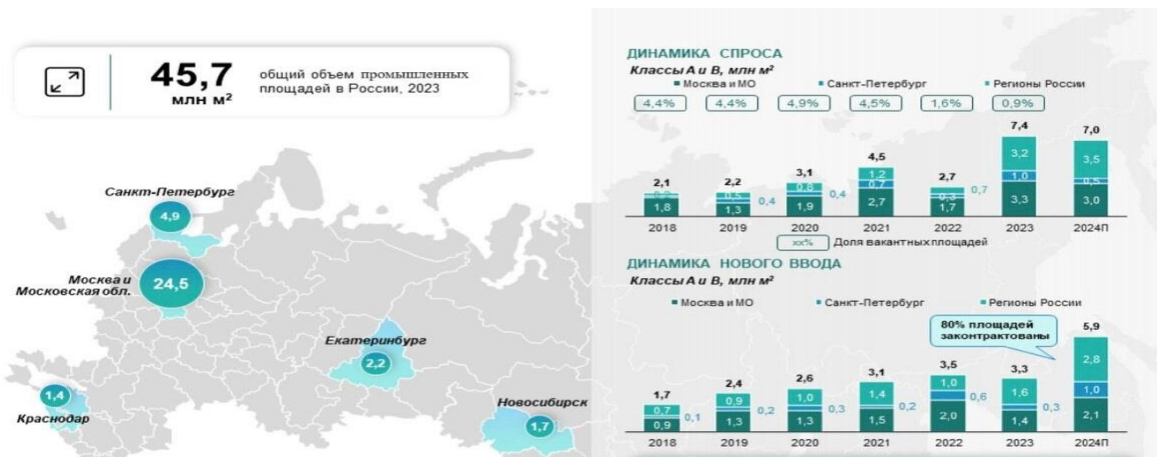 45,7
млн м²
общий объем промышленных
площадей в России, 2023
Санкт-Петербург
4,9
Москва и
Московская обл.
24,5
Екатеринбург
2,2
1,4
Краснодар
Новосибирск
1,7
ДИНАМИКА СПРОСА
Классы А и В, млн м²
Москва и МО Санкт-Петербург Регионы России
4,4% 4,4% 4,9% 4,5% 1,6% 0,9%
2,1 2,2 3,1 4,5 2,7 7,4 7,0
0,5 0,8 1,2 0,7 3,2 3,5
0,4 0,4 0,7 0,3 1,0 0,5
1,8 1,3 1,9 2,7 1,7 3,3 3,0
2018 2019 2020 2021 2022 2023 2024П
xx% Доля вакантных площадей
ДИНАМИКА НОВОГО ВВОДА
Классы А и В, млн м²
Москва и МО Санкт-Петербург Регионы России
80% площадей
законтрактованы
1,7 2,4 2,6 3,1 3,5 3,3 5,9
0,7 0,9 1,0 1,4 1,0 1,6 2,8
0,1 0,2 0,3 0,2 0,6 0,3 1,0
0,9 1,3 1,3 1,5 2,0 1,4 2,1
2018 2019 2020 2021 2022 2023 2024П